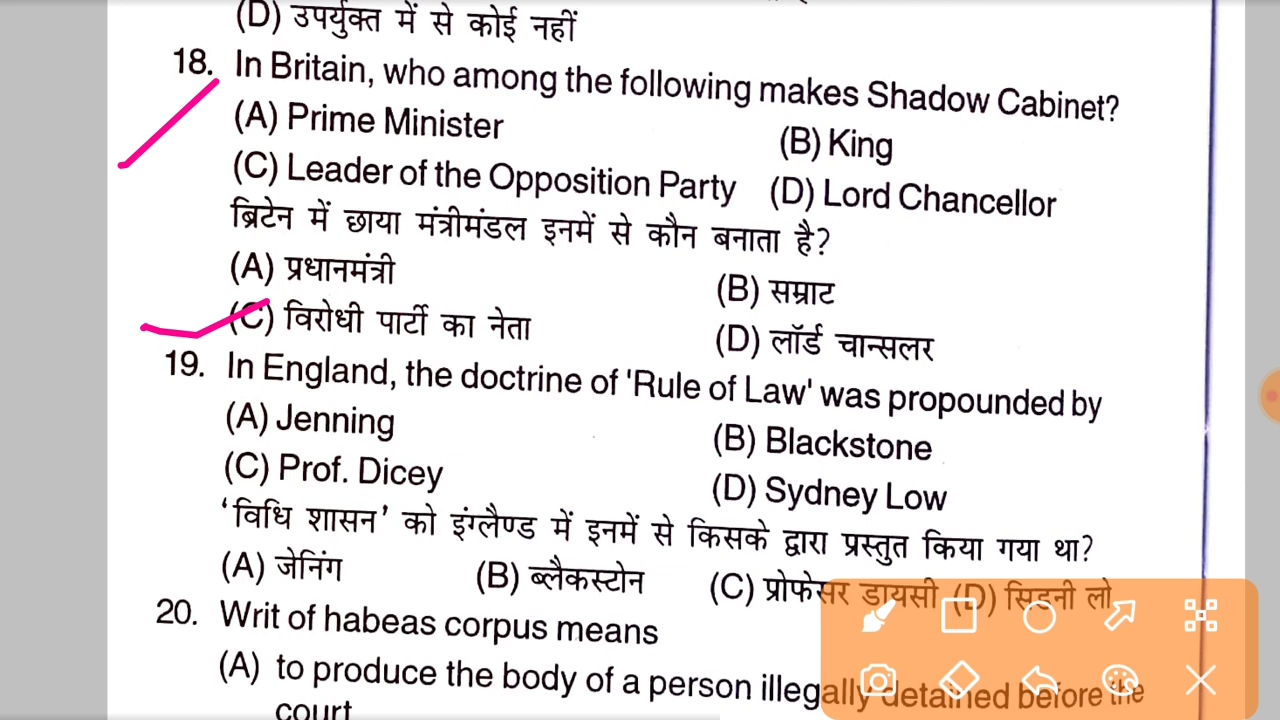 (D) उपर्युक्त में से कोई नहीं
18. In Britain, who among the following makes Shadow Cabinet?
(A) Prime Minister (B) King
(C) Leader of the Opposition Party (D) Lord Chancellor
ब्रिटेन में छाया मंत्रीमंडल इनमें से कौन बनाता है?
(A) प्रधानमंत्री (B) सम्राट
(C) विरोधी पार्टी का नेता (D) लॉर्ड चान्सलर
19. In England, the doctrine of 'Rule of Law' was propounded by
(A) Jenning (B) Blackstone
(C) Prof. Dicey (D) Sydney Low
'विधि शासन' को इंग्लैण्ड में इनमें से किसके द्वारा प्रस्तुत किया गया था?
(A) जेनिंग (B) ब्लैकस्टोन (C) प्रोफेसर डायसी (D) सिडनी लो
20. Writ of habeas corpus means
(A) to produce the body of a person illegally detained before the
court